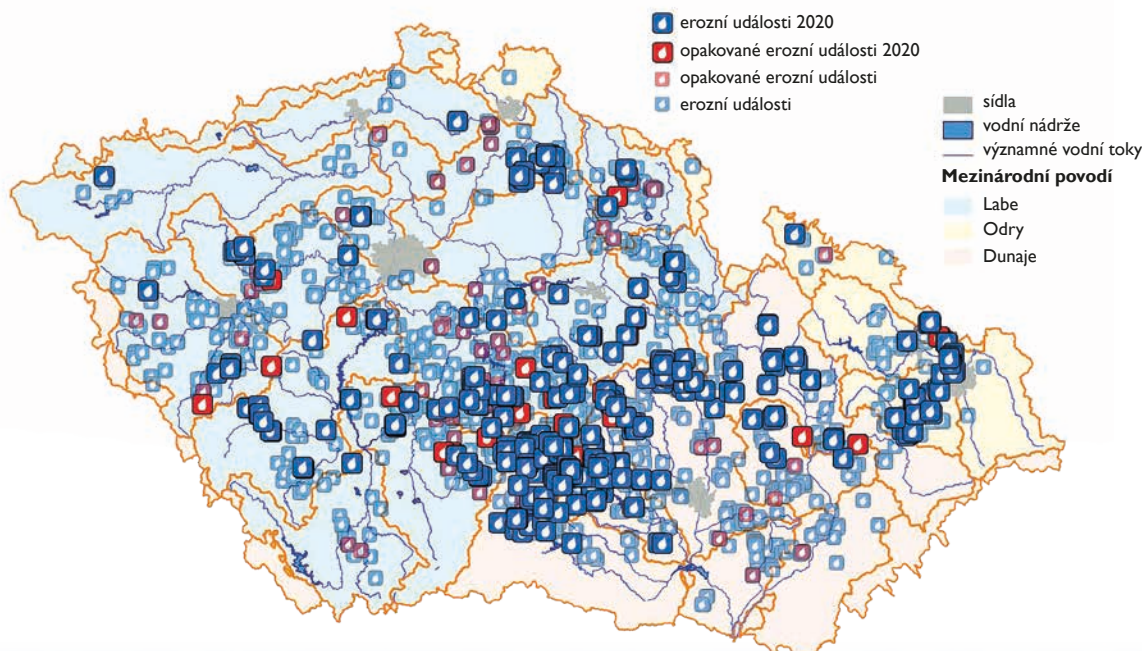 erozní události 2020
opakované erozní události 2020
opakované erozní události
erozní události
sídla
vodní nádrže
významné vodní toky
Mezinárodní povodí
Labe
Odry
Dunaje